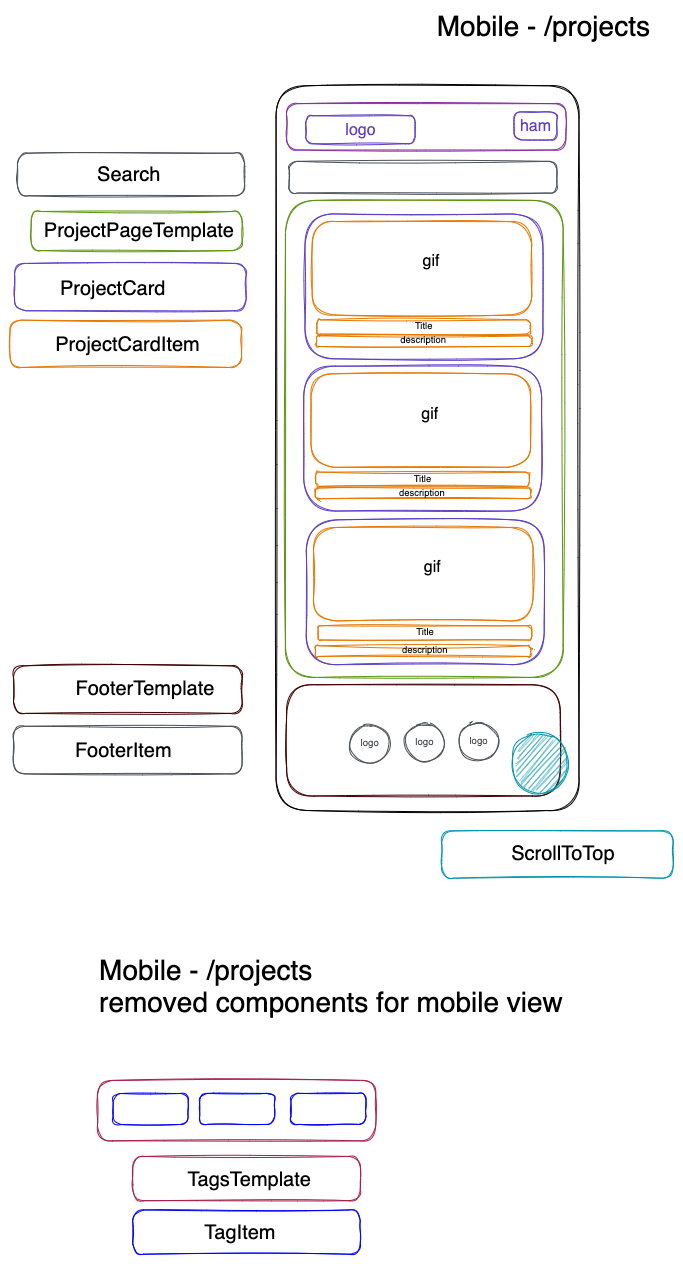 Mobile - /projects
logo
ham
Search
ProjectPageTemplate
ProjectCard
ProjectCardItem
gif
Title
description
gif
Title
description
gif
Title
description
FooterTemplate
FooterItem
logo
logo
logo
ScrollToTop
Mobile - /projects
removed components for mobile view
TagsTemplate
TagItem